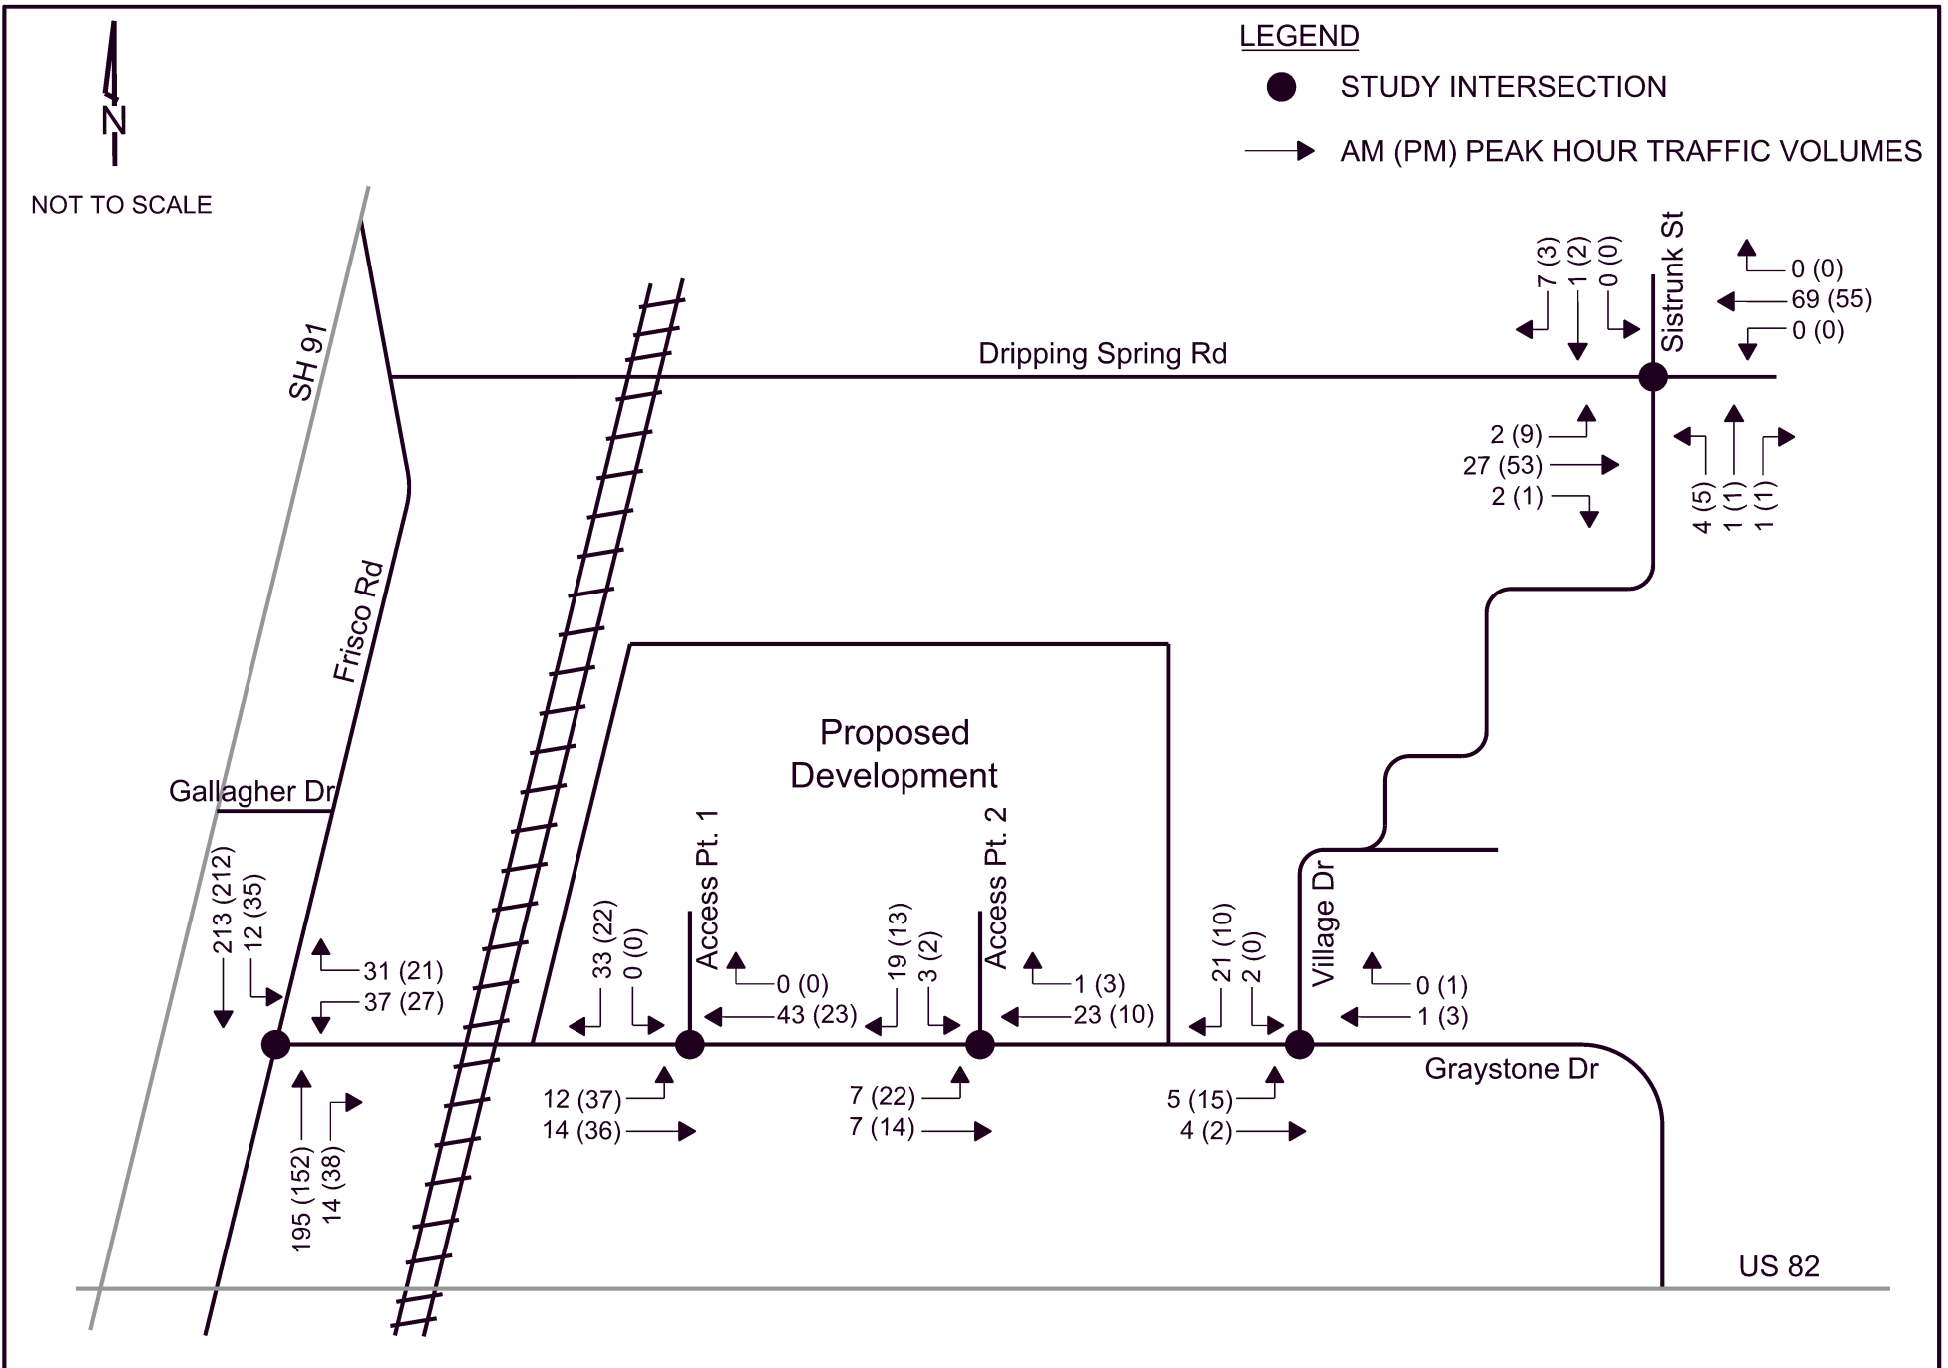 LEGEND
STUDY INTERSECTION
AM (PM) PEAK HOUR TRAFFIC VOLUMES
N
NOT TO SCALE
SH 91
Frisco Rd
Dripping Spring Rd
Sistrunk St
7 (3)
1 (2)
0 (0)
0 (0)
69 (55)
0 (0)
2 (9)
27 (53)
2 (1)
4 (5)
1 (1)
1 (1)
Proposed
Development
Gallagher Dr
213 (212)
12 (35)
31 (21)
37 (27)
195 (152)
14 (38)
33 (22)
0 (0)
Access Pt. 1
0 (0)
43 (23)
12 (37)
14 (36)
19 (13)
3 (2)
Access Pt. 2
1 (3)
23 (10)
7 (22)
7 (14)
21 (10)
2 (0)
Village Dr
0 (1)
1 (3)
5 (15)
4 (2)
Graystone Dr
US 82